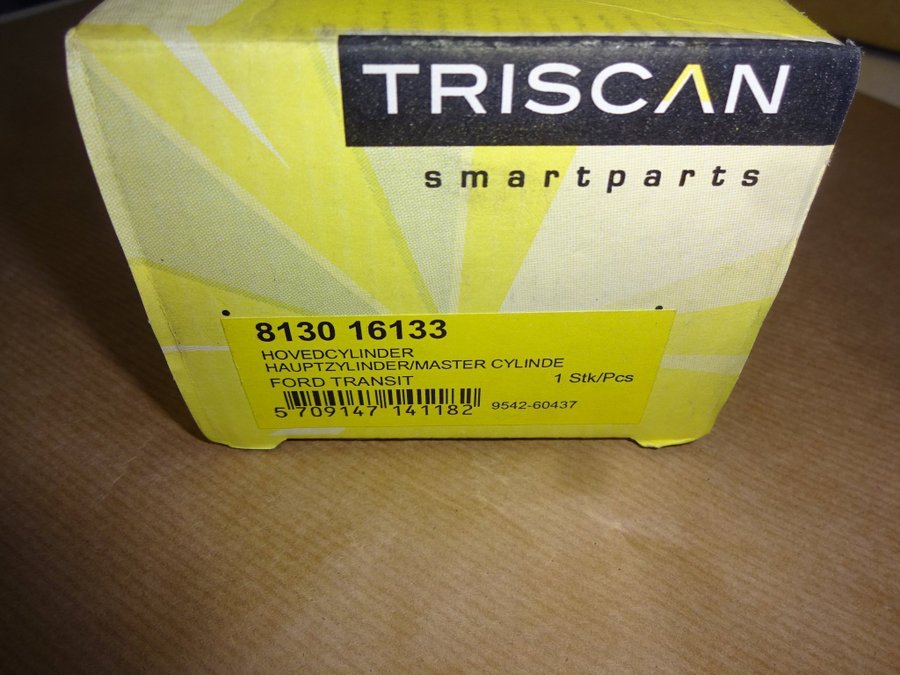 TRISCAN
smartparts
8130 16133
HOVEDCYLINDER
HAUPTZYLINDER/MASTER CYLINDE
FORD TRANSIT 1 Stk/Pcs
5 709147 141182 9542-60437